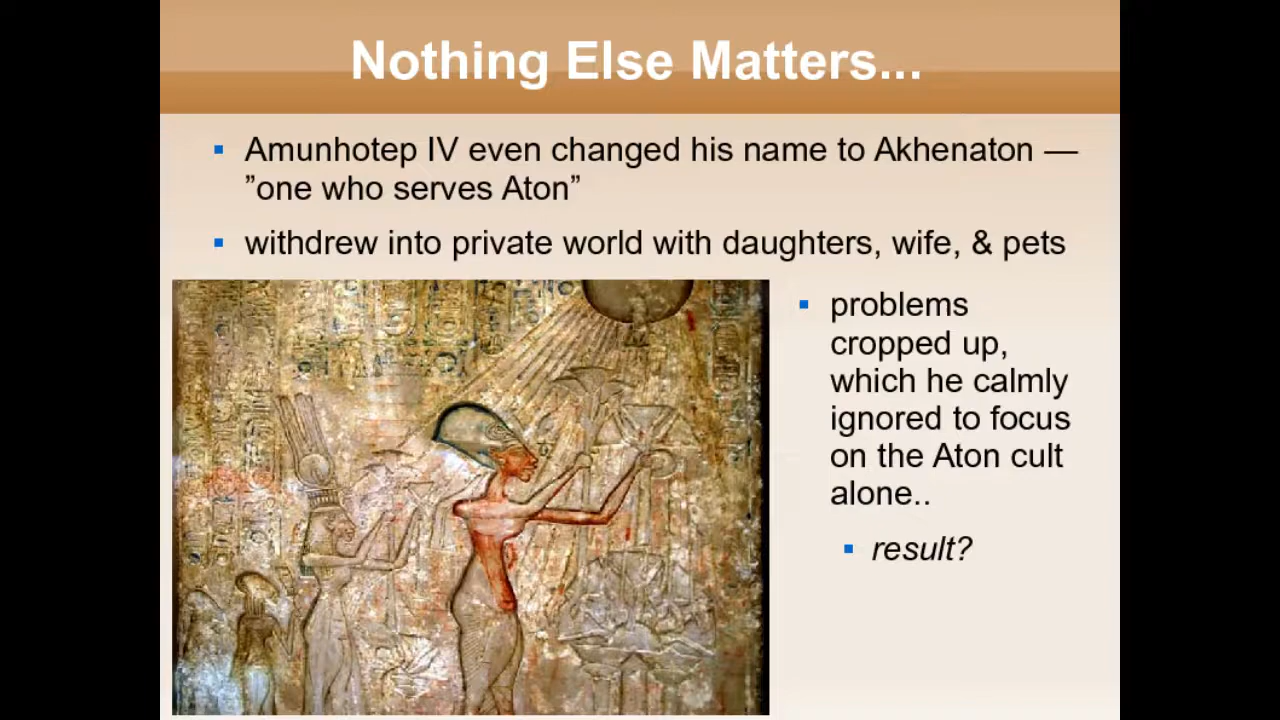 Nothing Else Matters...
▪ Amunhotep IV even changed his name to Akhenaton —
”one who serves Aton”
▪ withdrew into private world with daughters, wife, & pets
▪ problems
cropped up,
which he calmly
ignored to focus
on the Aton cult
alone..
▪ result?